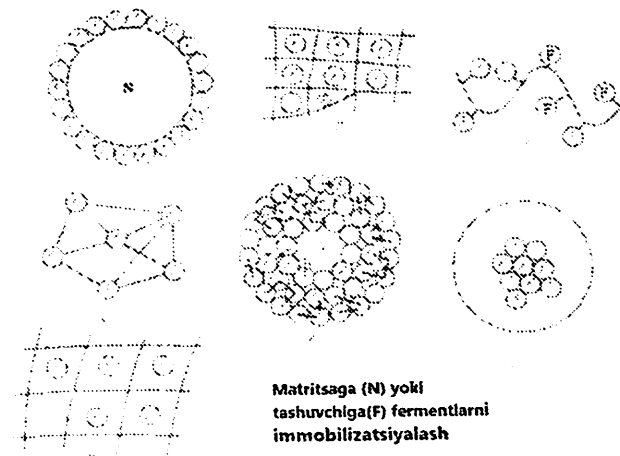 N
F
F
F
Matritsaga (N) yoki
tashuvchiga(F) fermentlarni
immobilizatsiyalash